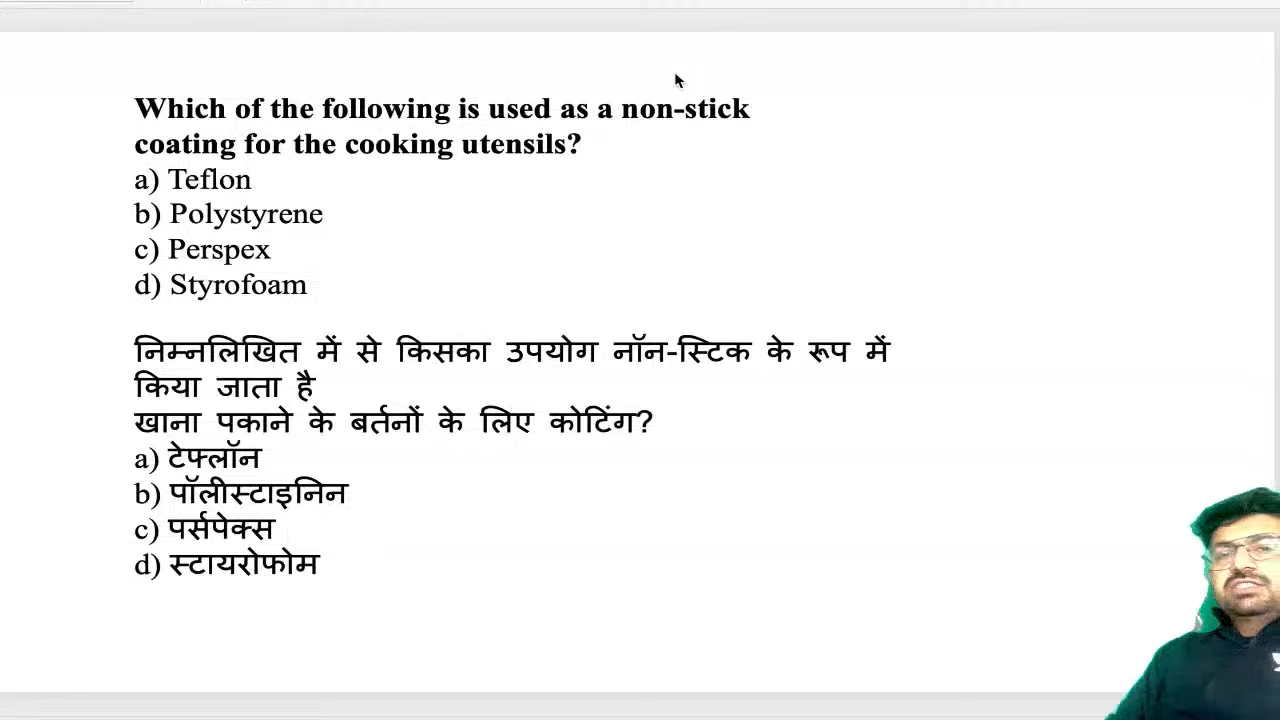 Which of the following is used as a non-stick
coating for the cooking utensils?
a) Teflon
b) Polystyrene
c) Perspex
d) Styrofoam
निम्नलिखित में से किसका उपयोग नॉन-स्टिक के रूप में
किया जाता है
खाना पकाने के बर्तनों के लिए कोटिंग?
a) टेफ्लॉन
b) पॉलीस्टाइनिन
c) पर्सपेक्स
d) स्टायरोफोम